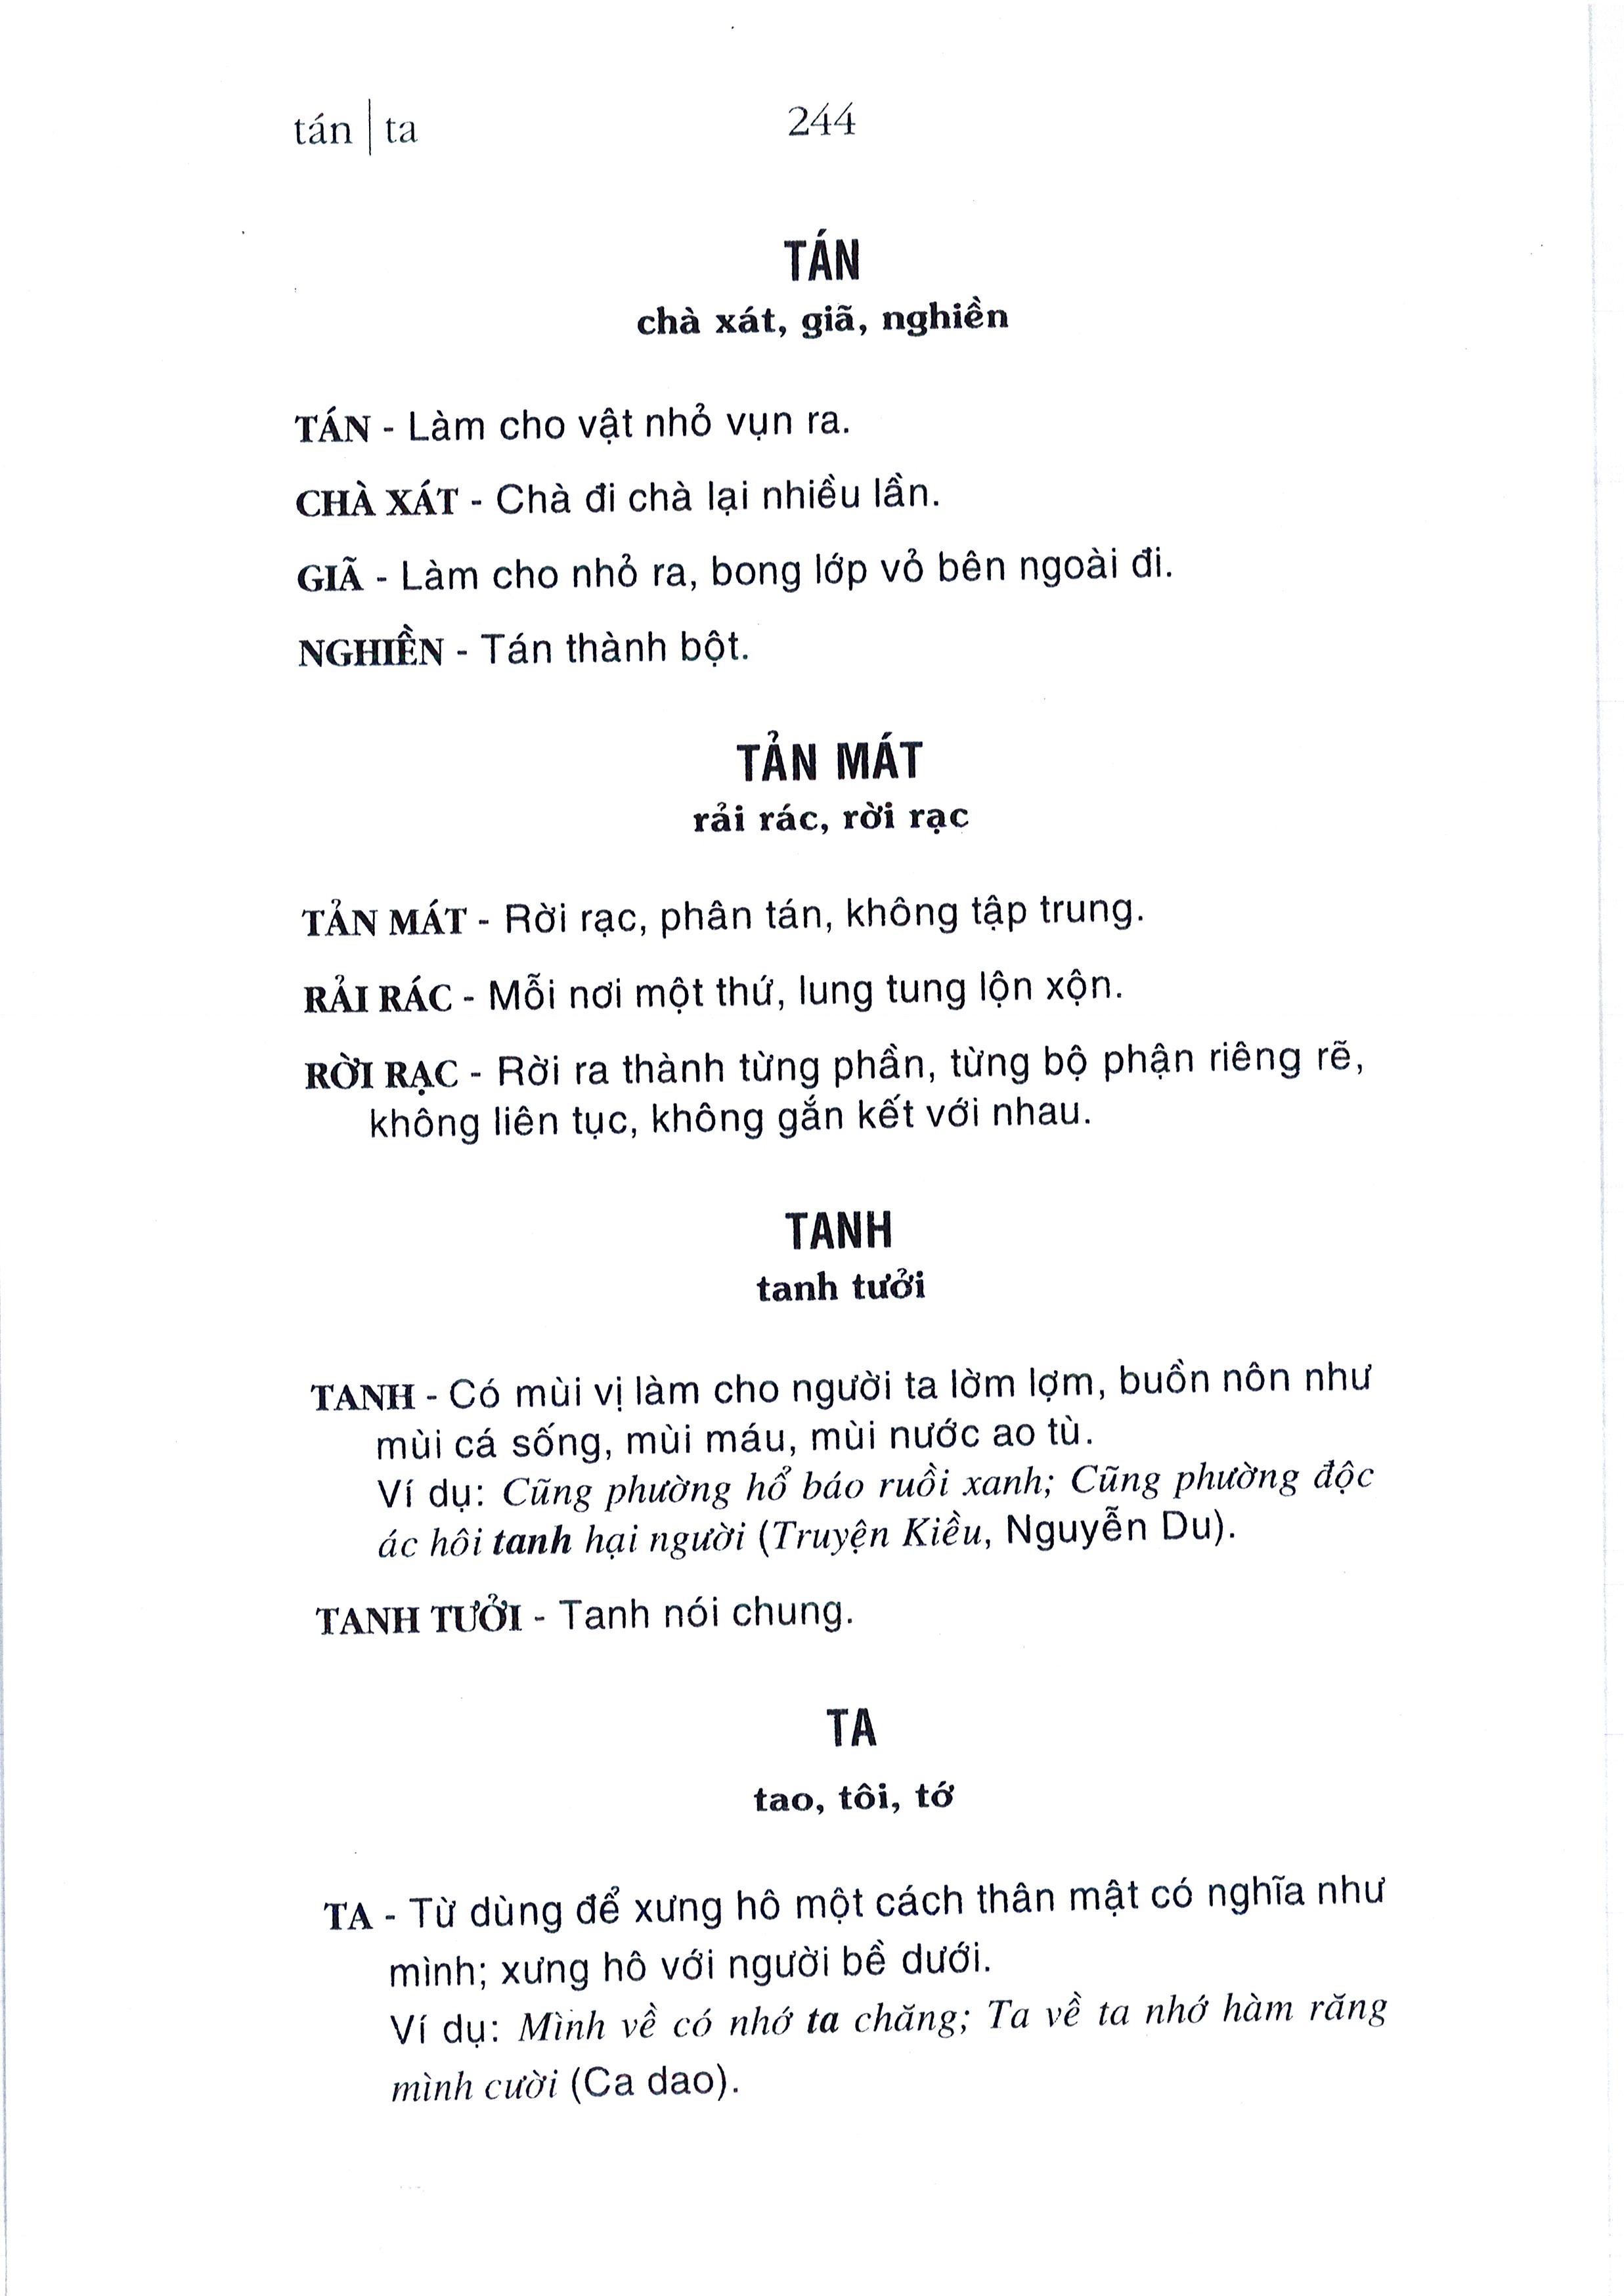 tán | ta
244
TÁN
chà xát, giã, nghiền
TÁN - Làm cho vật nhỏ vụn ra.
CHÀ XÁT - Chà đi chà lại nhiều lần.
GIÃ - Làm cho nhỏ ra, bong lớp vỏ bên ngoài đi.
NGHIỀN - Tán thành bột.
TẢN MÁT
rải rác, rời rạc
TẢN MÁT - Rời rạc, phân tán, không tập trung.
RẢI RÁC - Mỗi nơi một thứ, lung tung lộn xộn.
RỜI RẠC - Rời ra thành từng phần, từng bộ phận riêng rẽ,
không liên tục, không gắn kết với nhau.
TANH
tanh tưởi
TANH - Có mùi vị làm cho người ta lờm lợm, buồn nôn như
mùi cá sống, mùi máu, mùi nước ao tù.
Ví dụ: Cũng phường hổ báo ruồi xanh; Cũng phường độc
ác hôi tanh hại người (Truyện Kiều, Nguyễn Du).
TANH TƯỞI - Tanh nói chung.
TA
tao, tôi, tớ
TA - Từ dùng để xưng hô một cách thân mật có nghĩa như
mình; xưng hô với người bề dưới.
Ví dụ: Mình về có nhớ ta chăng; Ta về ta nhớ hàm răng
mình cười (Ca dao).